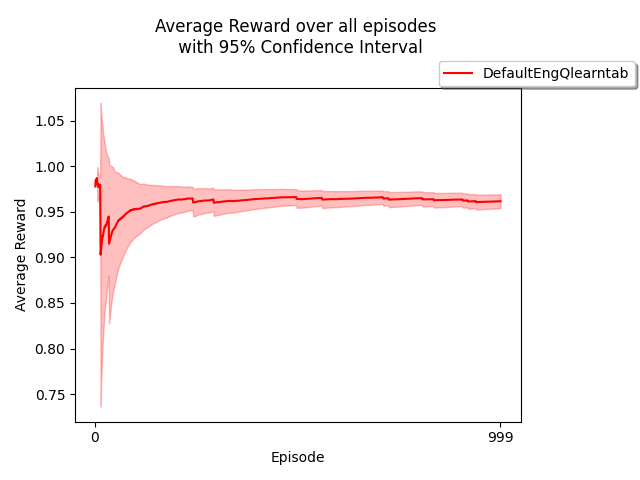 Average Reward over all episodes
with 95% Confidence Interval
DefaultEngQlearntab
1.05
1.00
0.95
0.90
0.85
0.80
0.75
Average Reward
0
999
Episode